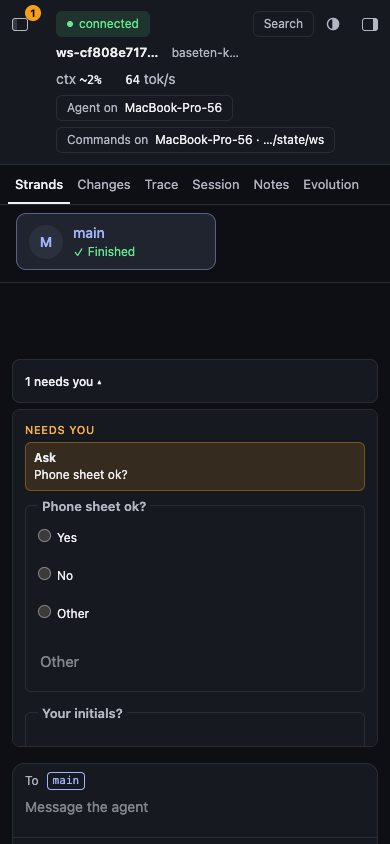 1
connected
Search
ws-cf808e717... baseten-k...
ctx ~2% 64 tok/s
Agent on MacBook-Pro-56
Commands on MacBook-Pro-56 · .../state/ws
Strands Changes Trace Session Notes Evolution
M
main
✓ Finished
1 needs you
NEEDS YOU
Ask
Phone sheet ok?
Phone sheet ok?
Yes
No
Other
Other
Your initials?
To main
Message the agent